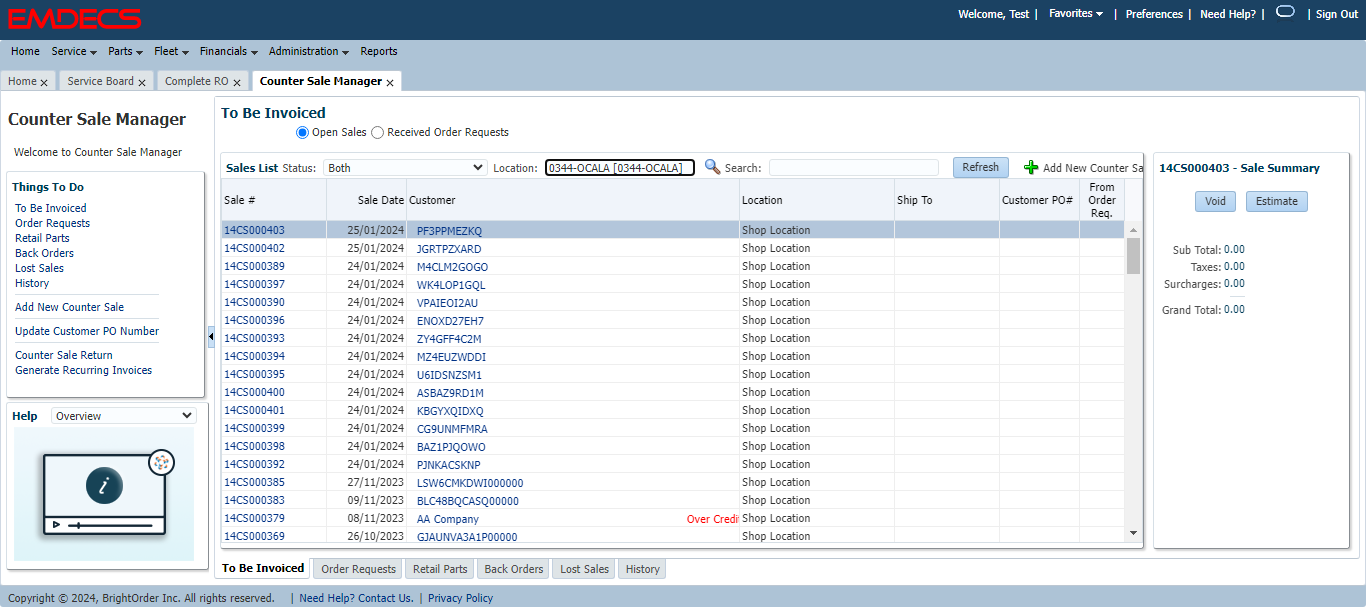 EMDECS
Welcome, Test | Favorites | Preferences | Need Help? | | Sign Out
Home Service Parts Fleet Financials Administration Reports
Home x Service Board x Complete RO x Counter Sale Manager x
Counter Sale Manager
Welcome to Counter Sale Manager
Things To Do
To Be Invoiced
Order Requests
Retail Parts
Back Orders
Lost Sales
History
Add New Counter Sale
Update Customer PO Number
Counter Sale Return
Generate Recurring Invoices
Help Overview
i
To Be Invoiced
Open Sales Received Order Requests
Sales List Status: Both Location: 0344-OCALA [0344-OCALA] Search: Refresh Add New Counter Sa
Sale # Sale Date Customer Location Ship To Customer PO# From Order Req.
14CS000403 25/01/2024 PF3PPMEZKQ Shop Location
14CS000402 25/01/2024 JGRTPZXARD Shop Location
14CS000389 24/01/2024 M4CLM2GOGO Shop Location
14CS000397 24/01/2024 WK4LOP1GQL Shop Location
14CS000390 24/01/2024 VPAIEOI2AU Shop Location
14CS000396 24/01/2024 ENOXD27EH7 Shop Location
14CS000393 24/01/2024 ZY4GFF4C2M Shop Location
14CS000394 24/01/2024 MZ4EUZWDDI Shop Location
14CS000395 24/01/2024 U6IDSNZSM1 Shop Location
14CS000400 24/01/2024 ASBAZ9RD1M Shop Location
14CS000401 24/01/2024 KBGYXQIDXQ Shop Location
14CS000399 24/01/2024 CG9UNMFMRA Shop Location
14CS000398 24/01/2024 BAZ1PJQOWO Shop Location
14CS000392 24/01/2024 PJNKACSKNP Shop Location
14CS000385 27/11/2023 LSW6CMKDWI000000 Shop Location
14CS000383 09/11/2023 BLC48BQCASQ00000 Shop Location
14CS000379 08/11/2023 AA Company Over Credi Shop Location
14CS000369 26/10/2023 GJAUNVA3A1P00000 Shop Location
14CS000403 - Sale Summary
Void Estimate
Sub Total: 0.00
Taxes: 0.00
Surcharges: 0.00
Grand Total: 0.00
To Be Invoiced Order Requests Retail Parts Back Orders Lost Sales History
Copyright © 2024, BrightOrder Inc. All rights reserved. | Need Help? Contact Us. | Privacy Policy